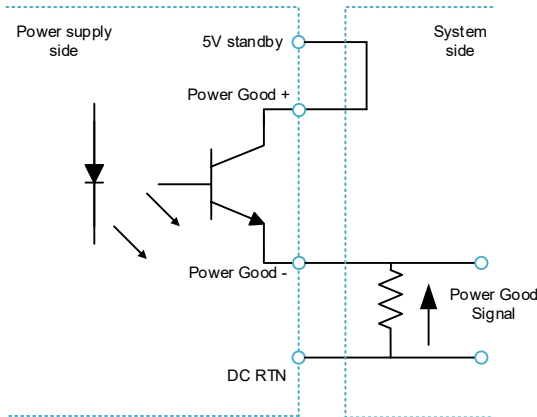 Power supply
side
5V standby
System
side
Power Good +
Power Good -
Power Good
Signal
DC RTN